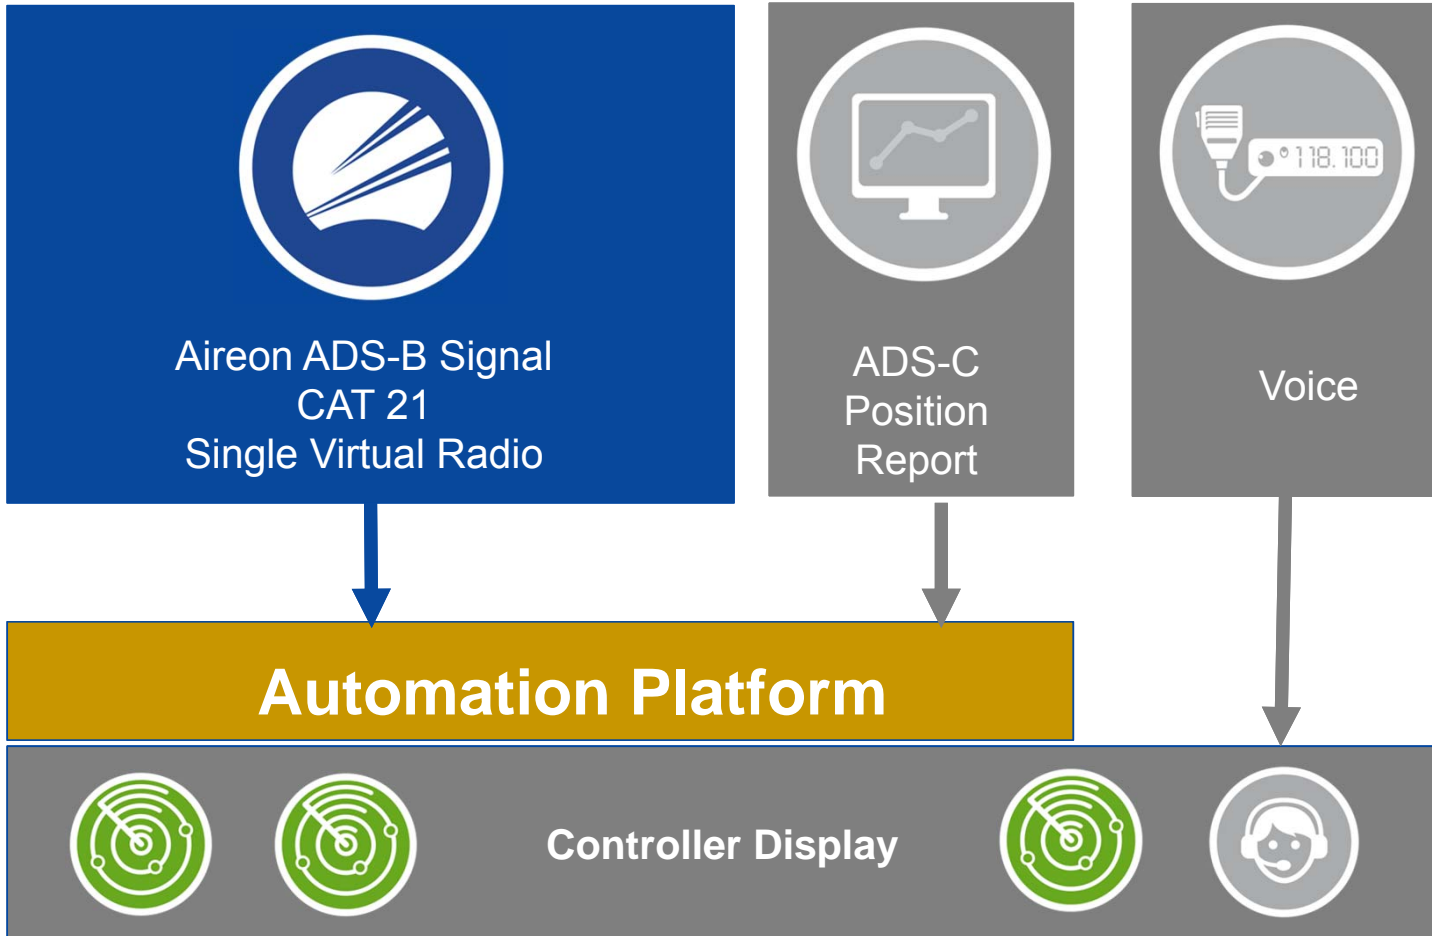 Aireon ADS-B Signal
CAT 21
Single Virtual Radio
ADS-C
Position
Report
118.100
Voice
Automation Platform
Controller Display